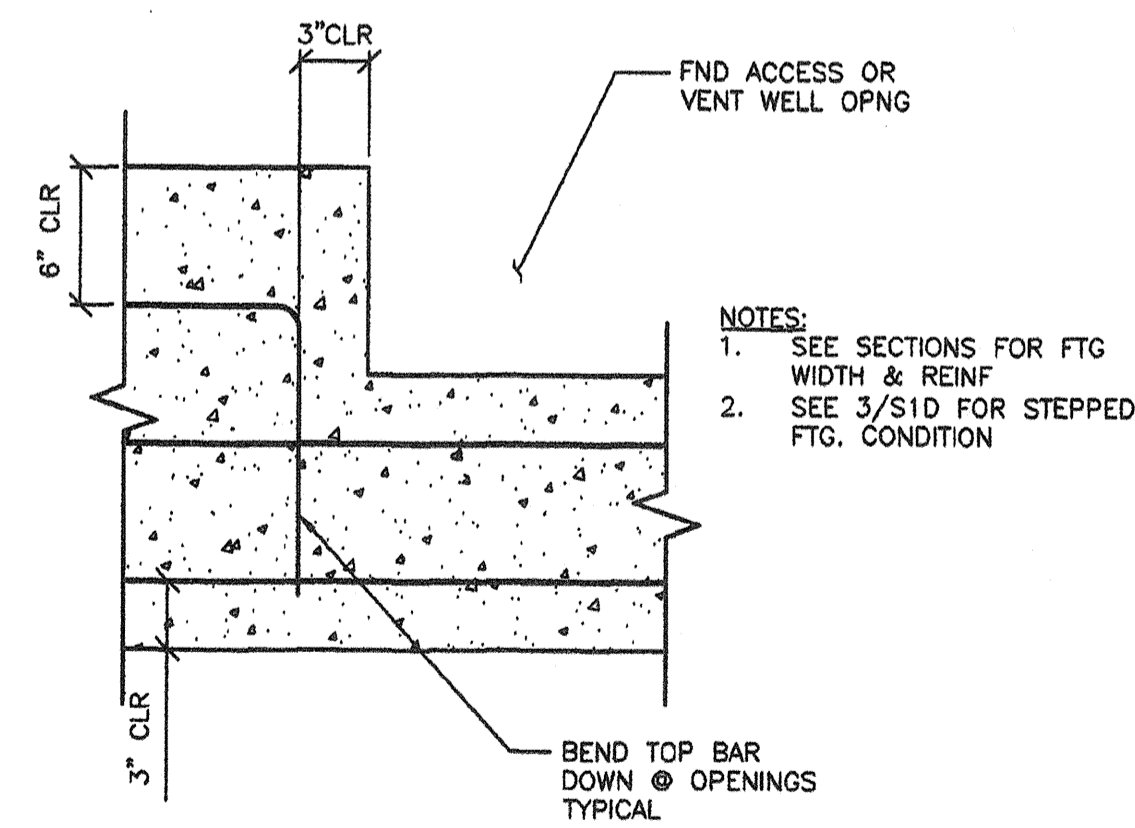 3"CLR
FND ACCESS OR
VENT WELL OPNG
6" CLR
NOTES:
1. SEE SECTIONS FOR FTG
WIDTH & REINF
2. SEE 3/S1D FOR STEPPED
FTG. CONDITION
3" CLR
BEND TOP BAR
DOWN @ OPENINGS
TYPICAL